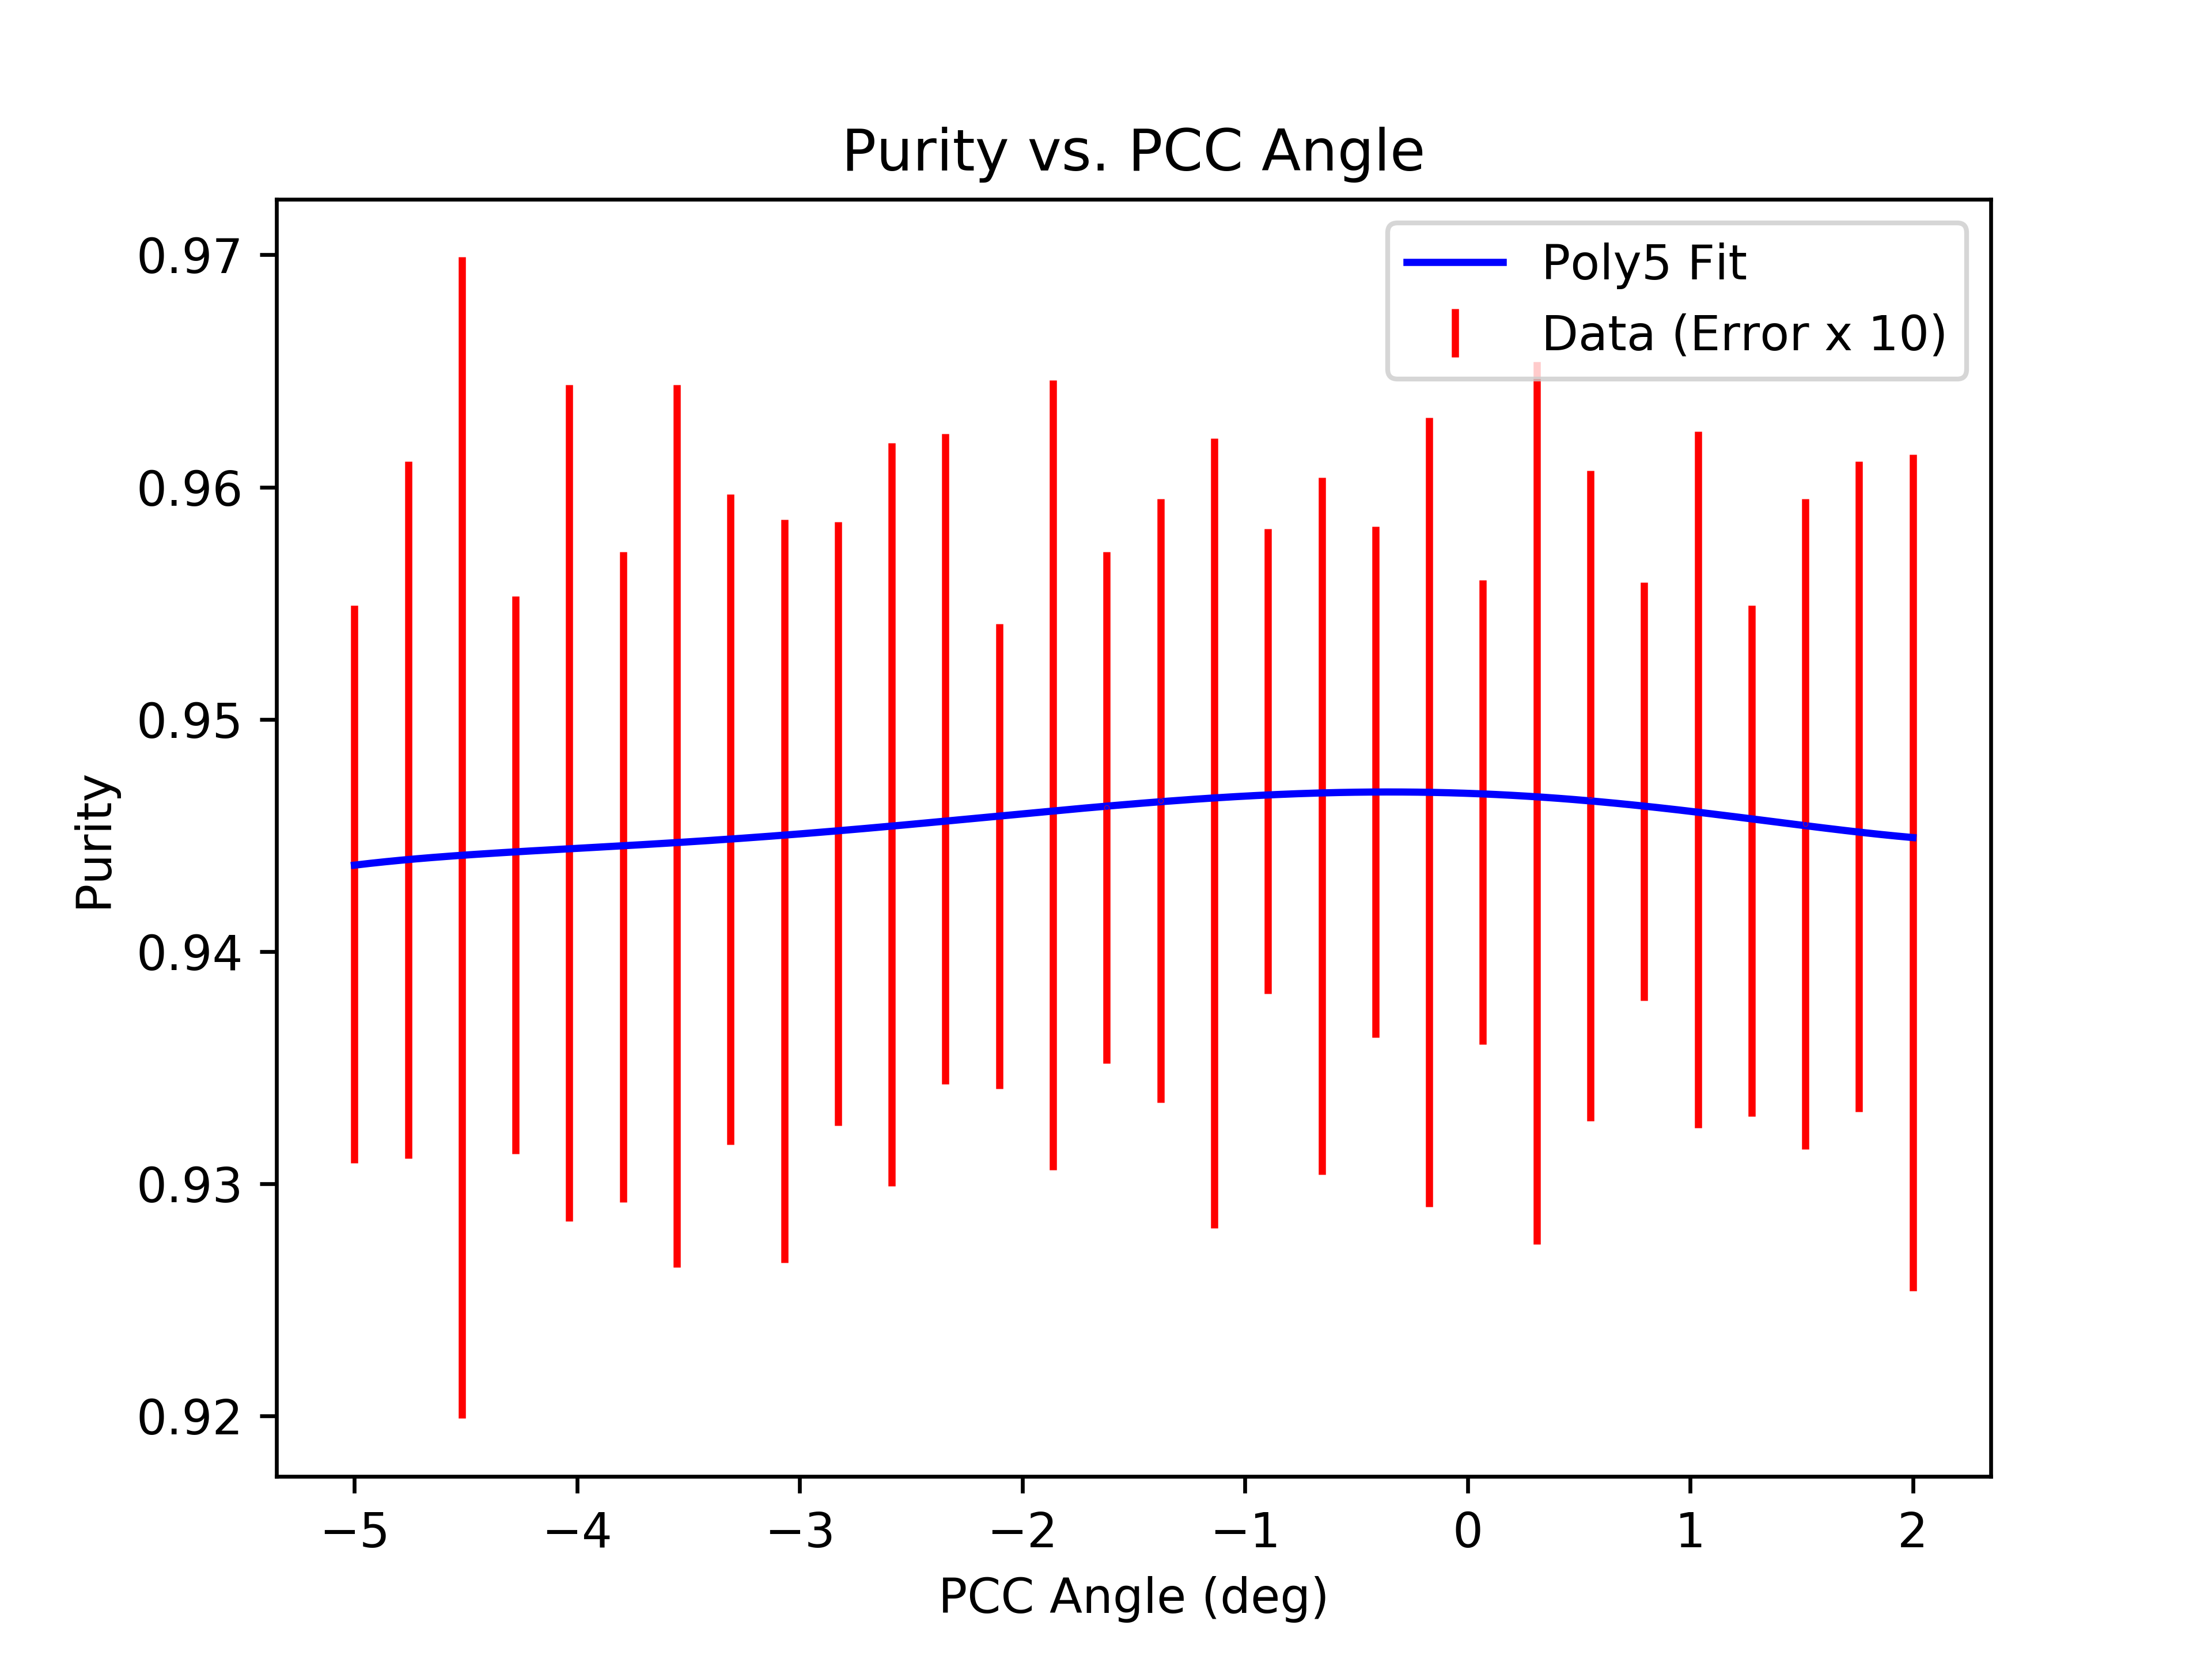 Purity vs. PCC Angle
Poly5 Fit
Data (Error x 10)
0.97
0.96
0.95
0.94
0.93
0.92
Purity
−5
−4
−3
−2
−1
0
1
2
PCC Angle (deg)